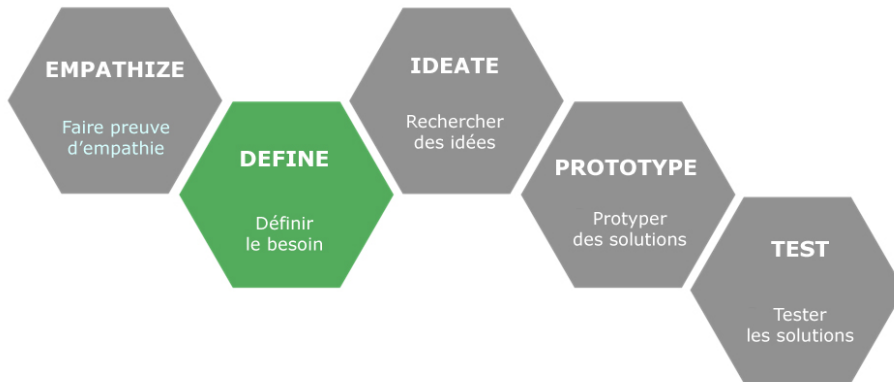 EMPATHIZE
Faire preuve
d'empathie
DEFINE
Définir
le besoin
IDEATE
Rechercher
des idées
PROTOTYPE
Protyper
des solutions
TEST
Tester
les solutions